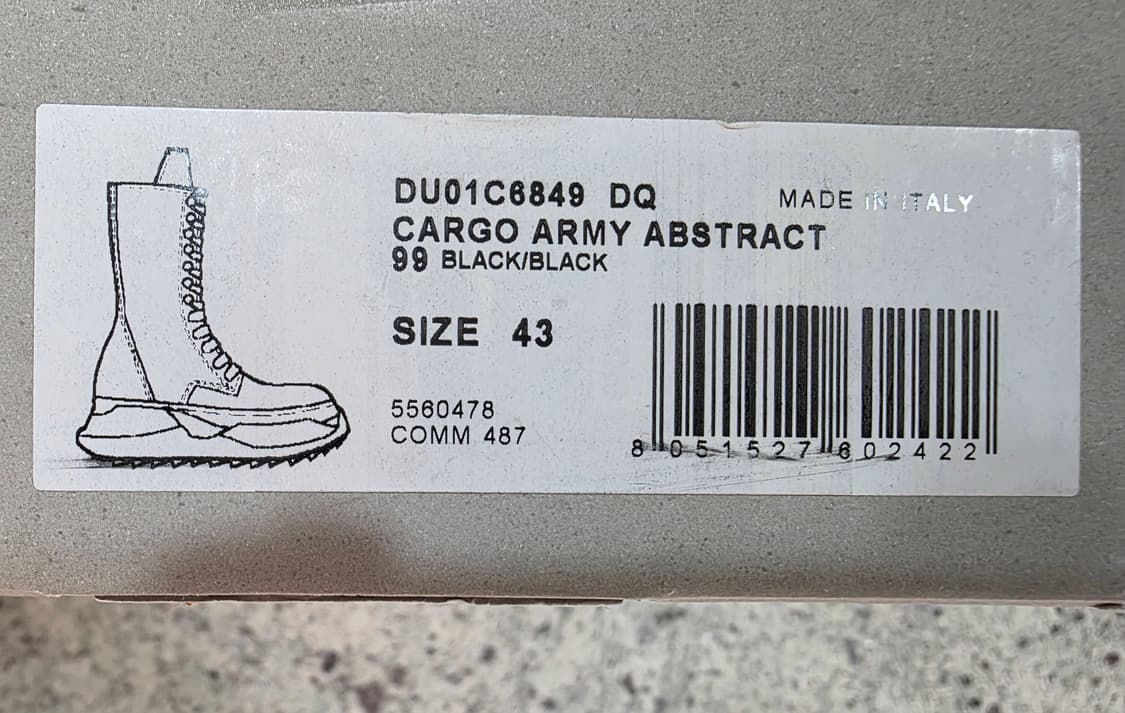 DU01C6849 DQ
MADE IN ITALY
CARGO ARMY ABSTRACT
99 BLACK/BLACK
SIZE 43
5560478
COMM 487
8 051527 602422